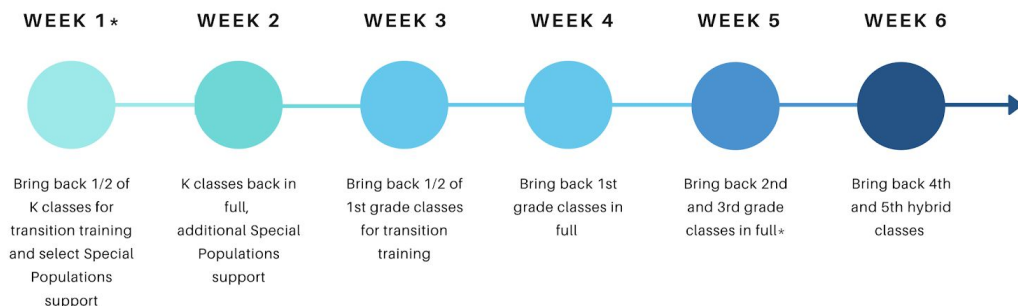 WEEK 1*
Bring back 1/2 of
K classes for
transition training
and select Special
Populations
support
WEEK 2
K classes back in
full,
additional Special
Populations
support
WEEK 3
Bring back 1/2 of
1st grade classes
for transition
training
WEEK 4
Bring back 1st
grade classes in
full
WEEK 5
Bring back 2nd
and 3rd grade
classes in full*
WEEK 6
Bring back 4th
and 5th hybrid
classes